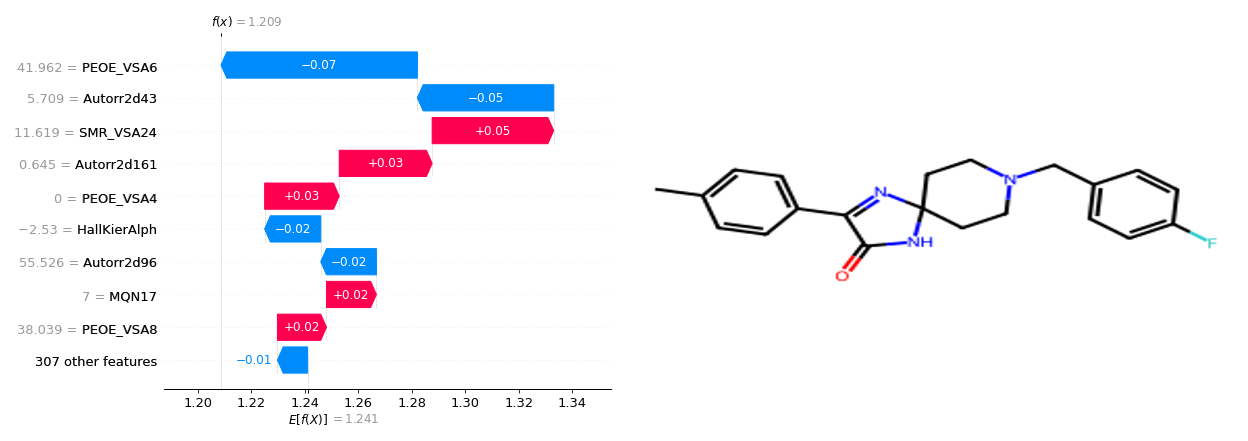 f(x) = 1.209
41.962 = PEOE_VSA6
−0.07
5.709 = Autorr2d43
−0.05
11.619 = SMR_VSA24
+0.05
0.645 = Autorr2d161
+0.03
0 = PEOE_VSA4
+0.03
−2.53 = HallKierAlph
−0.02
55.526 = Autorr2d96
−0.02
7 = MQN17
+0.02
38.039 = PEOE_VSA8
+0.02
307 other features
−0.01
1.20 1.22 1.24 1.26 1.28 1.30 1.32 1.34
E[f(X)] = 1.241
N
NH
O
N
F